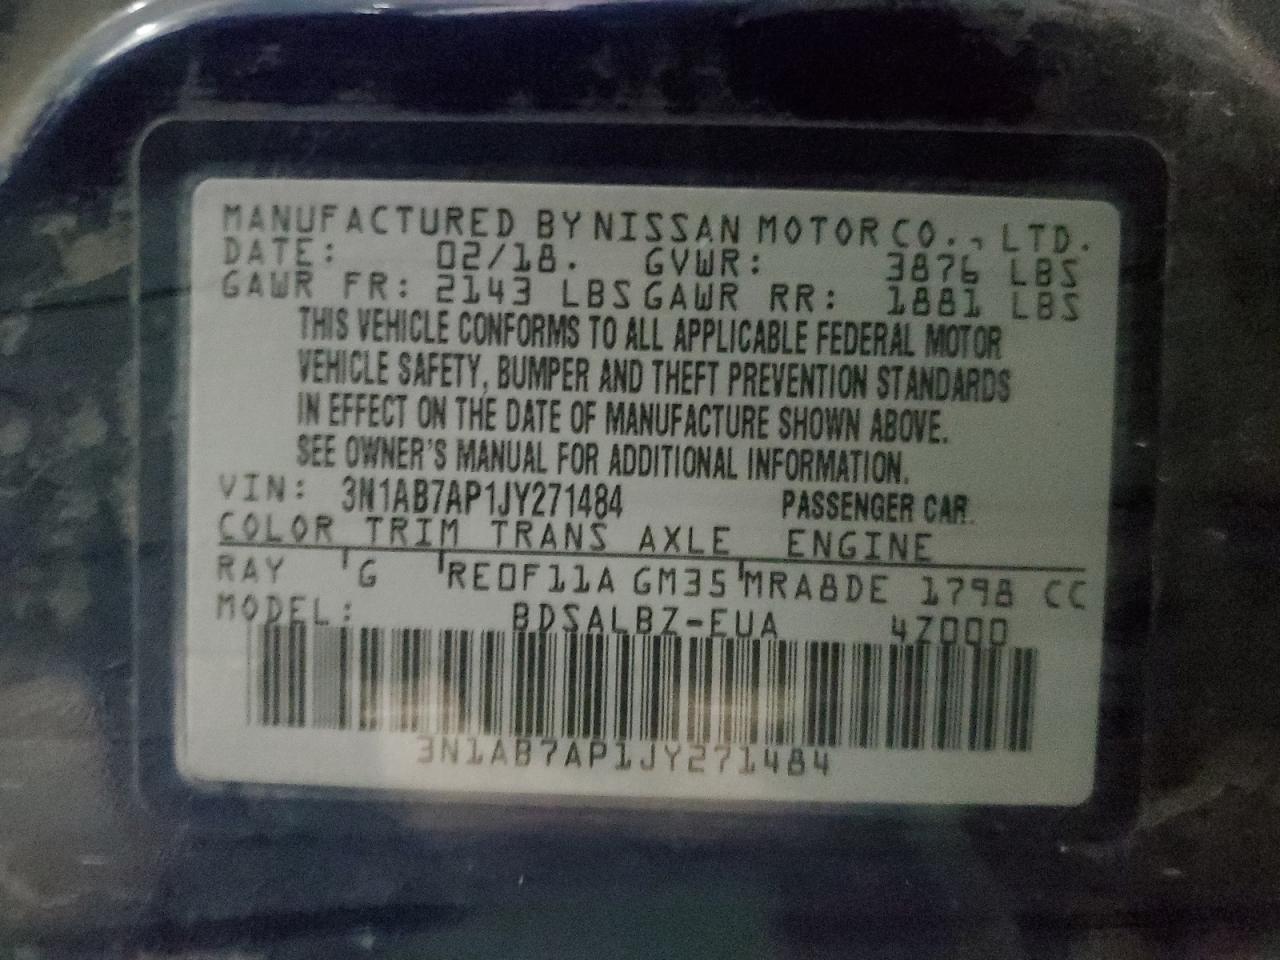 MANUFACTURED BY NISSAN MOTOR CO., LTD.
DATE: 02/18. GVWR: 3876 LBS
GAWR FR: 2143 LBS GAWR RR: 1881 LBS
THIS VEHICLE CONFORMS TO ALL APPLICABLE FEDERAL MOTOR
VEHICLE SAFETY, BUMPER AND THEFT PREVENTION STANDARDS
IN EFFECT ON THE DATE OF MANUFACTURE SHOWN ABOVE.
SEE OWNER'S MANUAL FOR ADDITIONAL INFORMATION.
VIN: 3N1AB7AP1JY271484 PASSENGER CAR
COLOR TRIM TRANS AXLE ENGINE
RAY G RE0F11A GM35 MRA8DE 1798 CC
MODEL: BDSALBZ-EUA 4Z000
3N1AB7AP1JY271484